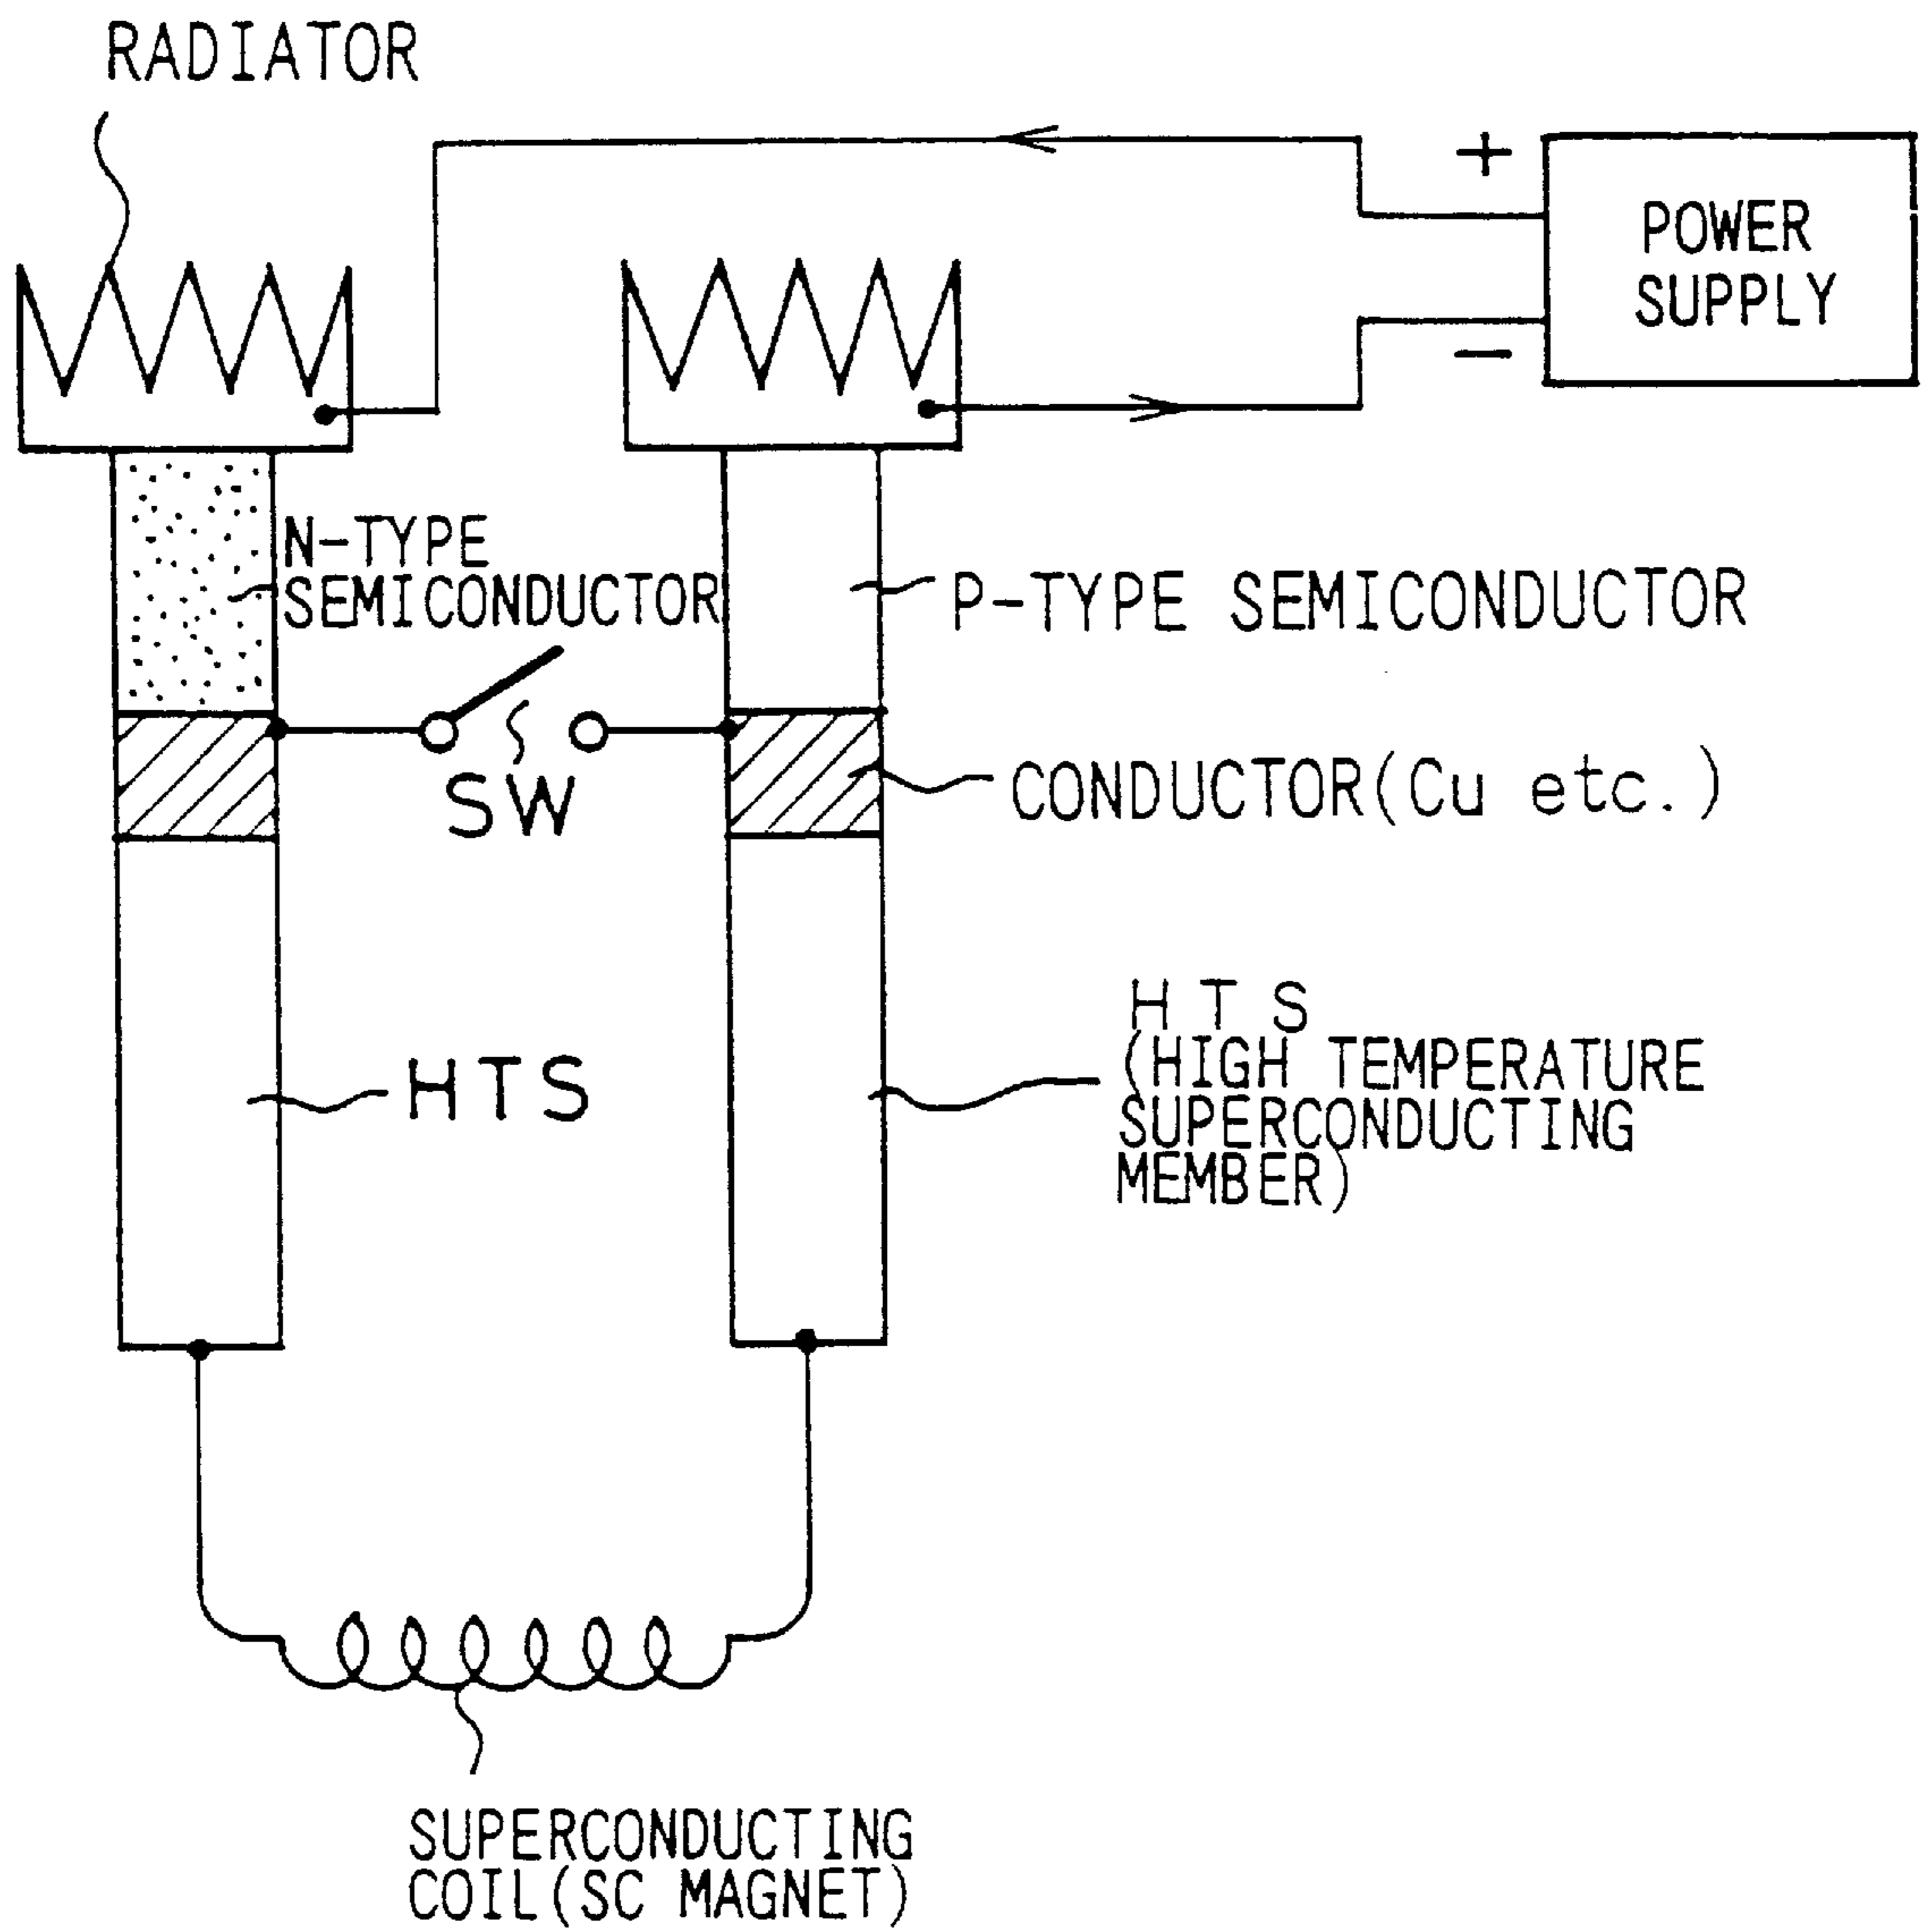 RADIATOR
+
POWER
SUPPLY
−
N-TYPE
SEMICONDUCTOR
P-TYPE SEMICONDUCTOR
SW
CONDUCTOR(Cu etc.)
HTS
HTS
(HIGH TEMPERATURE
SUPERCONDUCTING
MEMBER)
SUPERCONDUCTING
COIL(SC MAGNET)